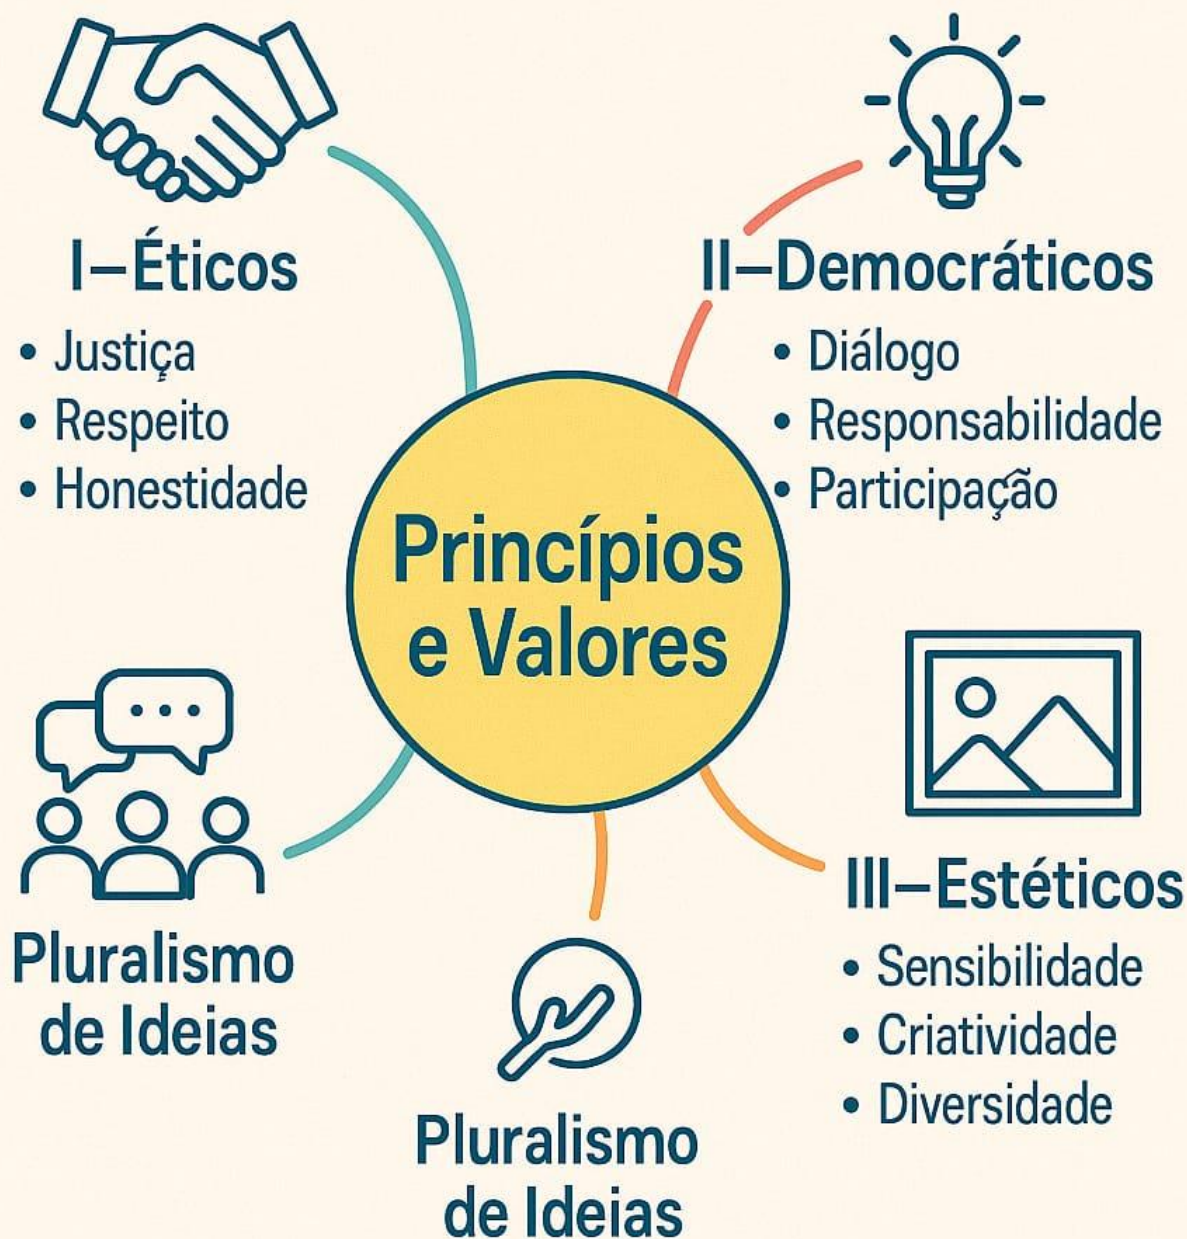 I–Éticos
• Justiça
• Respeito
• Honestidade
II–Democráticos
• Diálogo
• Responsabilidade
• Participação
Princípios
e Valores
Pluralismo
de Ideias
Pluralismo
de Ideias
III–Estéticos
• Sensibilidade
• Criatividade
• Diversidade